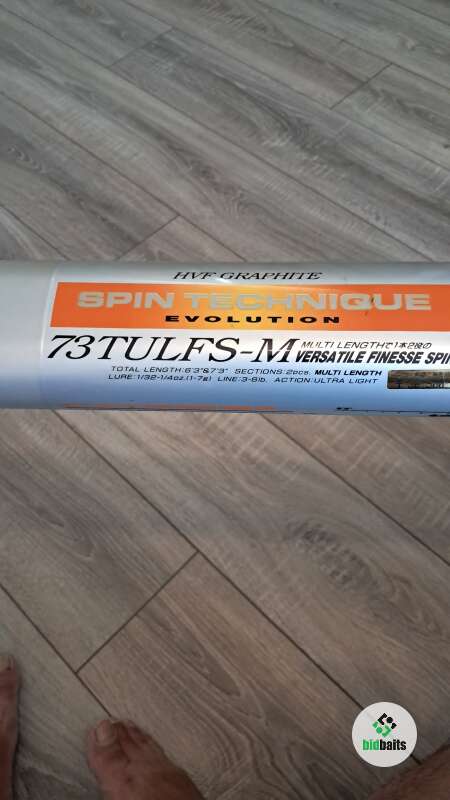 HVF GRAPHITE
SPIN TECHNIQUE
EVOLUTION
73TULFS-M
MULTI LENGTHで1本2役の
VERSATILE FINESSE SPI
TOTAL LENGTH:6'3"&7'3" SECTIONS:2pcs. MULTI LENGTH
LURE:1/32-1/4oz.(1-7g) LINE:3-8lb. ACTION:ULTRA LIGHT
bidbaits